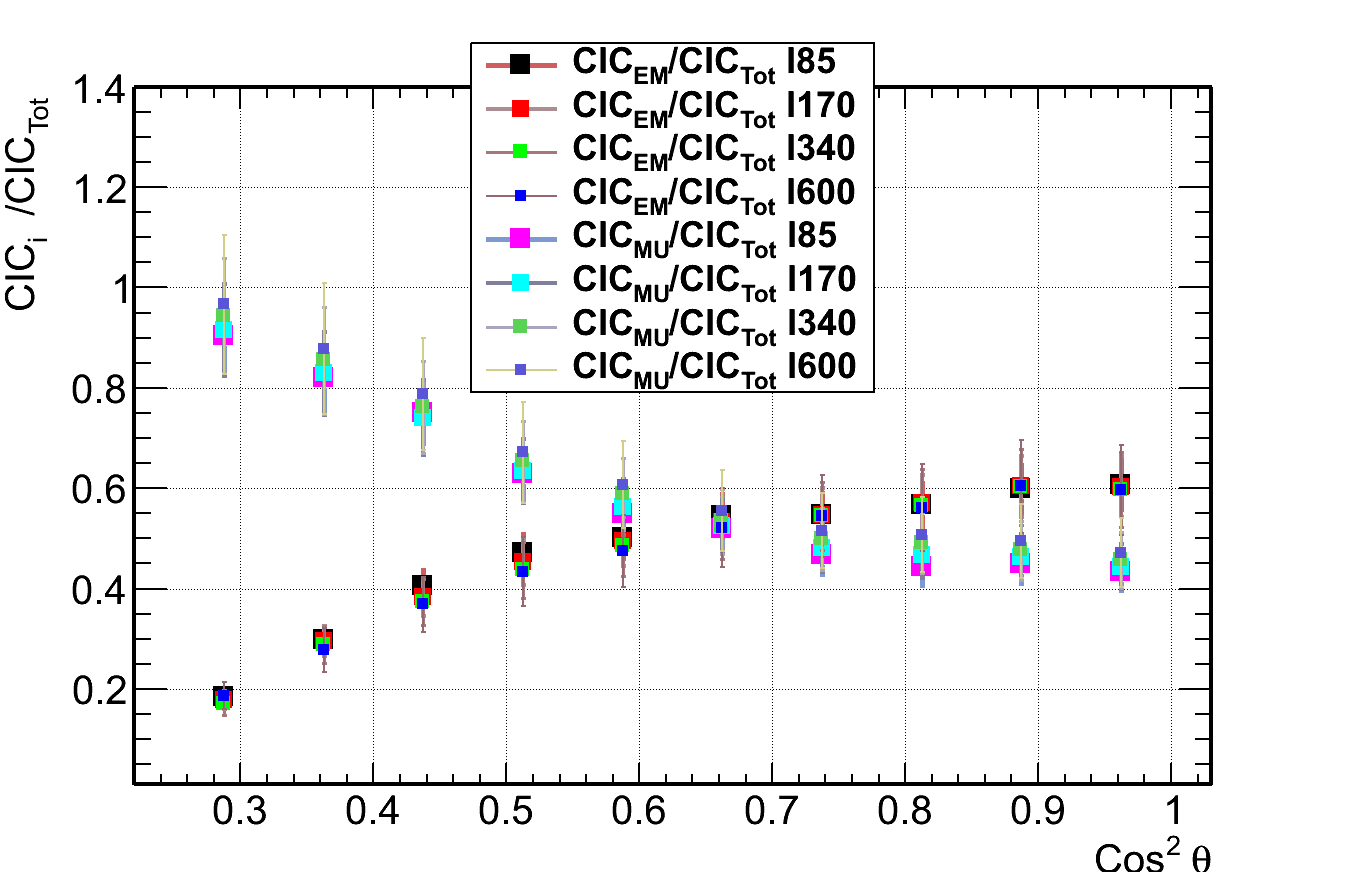 CIC_EM/CIC_Tot I85
CIC_EM/CIC_Tot I170
CIC_EM/CIC_Tot I340
CIC_EM/CIC_Tot I600
CIC_MU/CIC_Tot I85
CIC_MU/CIC_Tot I170
CIC_MU/CIC_Tot I340
CIC_MU/CIC_Tot I600
CIC_i /CIC_Tot
1.4
1.2
1
0.8
0.6
0.4
0.2
0.3 0.4 0.5 0.6 0.7 0.8 0.9 1
Cos² θ